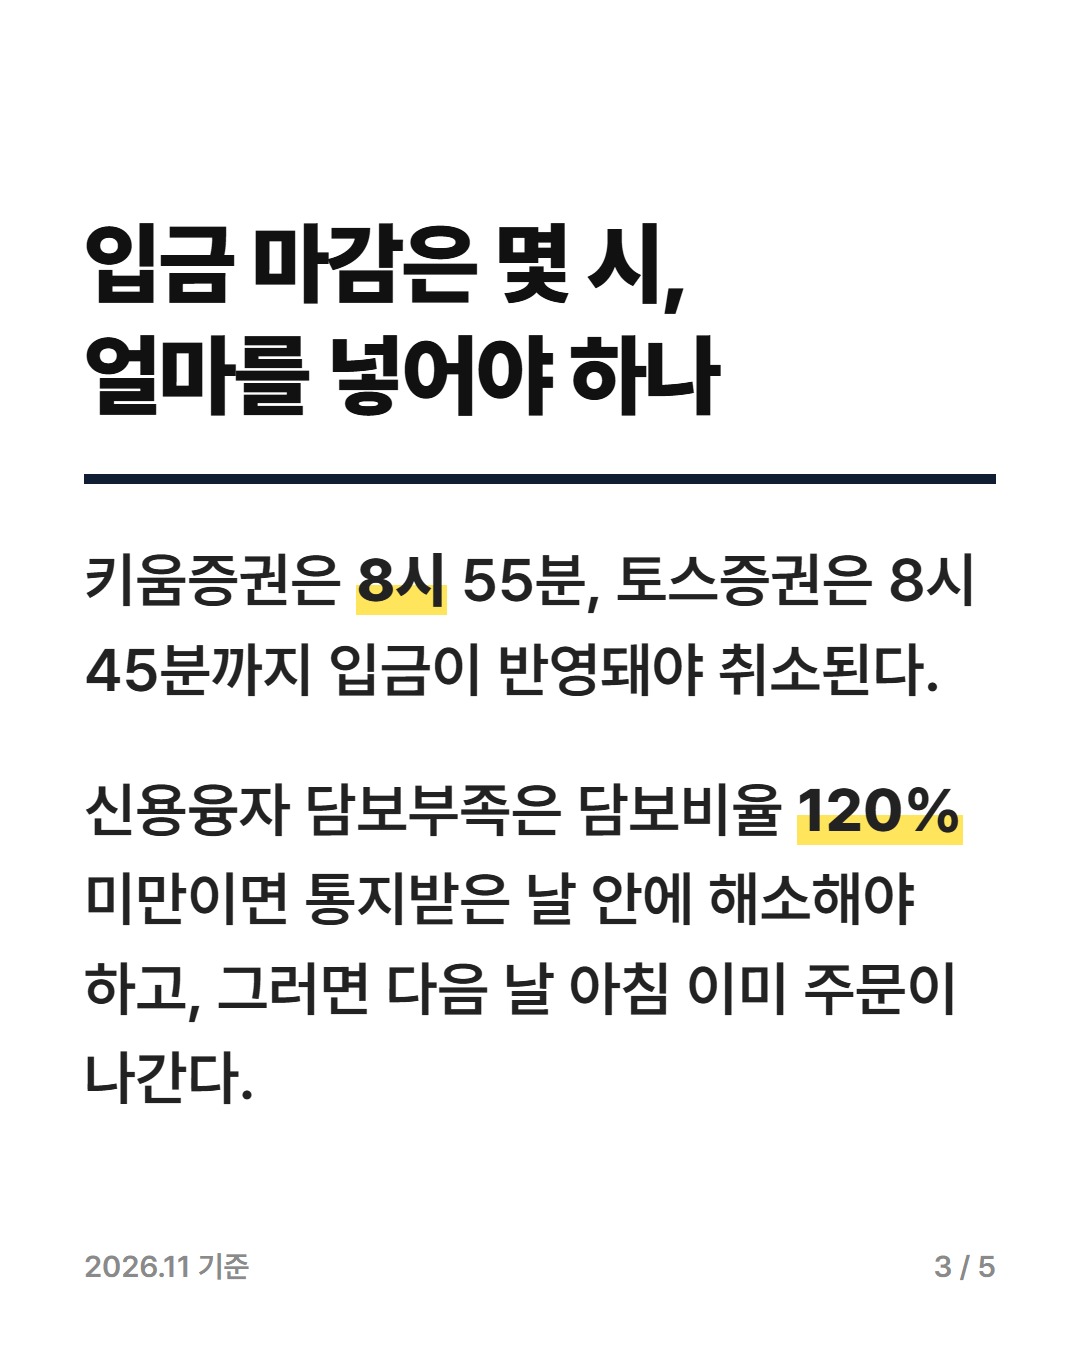 입금 마감은 몇 시,
얼마를 넣어야 하나
키움증권은 8시 55분, 토스증권은 8시
45분까지 입금이 반영돼야 취소된다.
신용융자 담보부족은 담보비율 120%
미만이면 통지받은 날 안에 해소해야
하고, 그러면 다음 날 아침 이미 주문이
나간다.
2026.11 기준
3 / 5